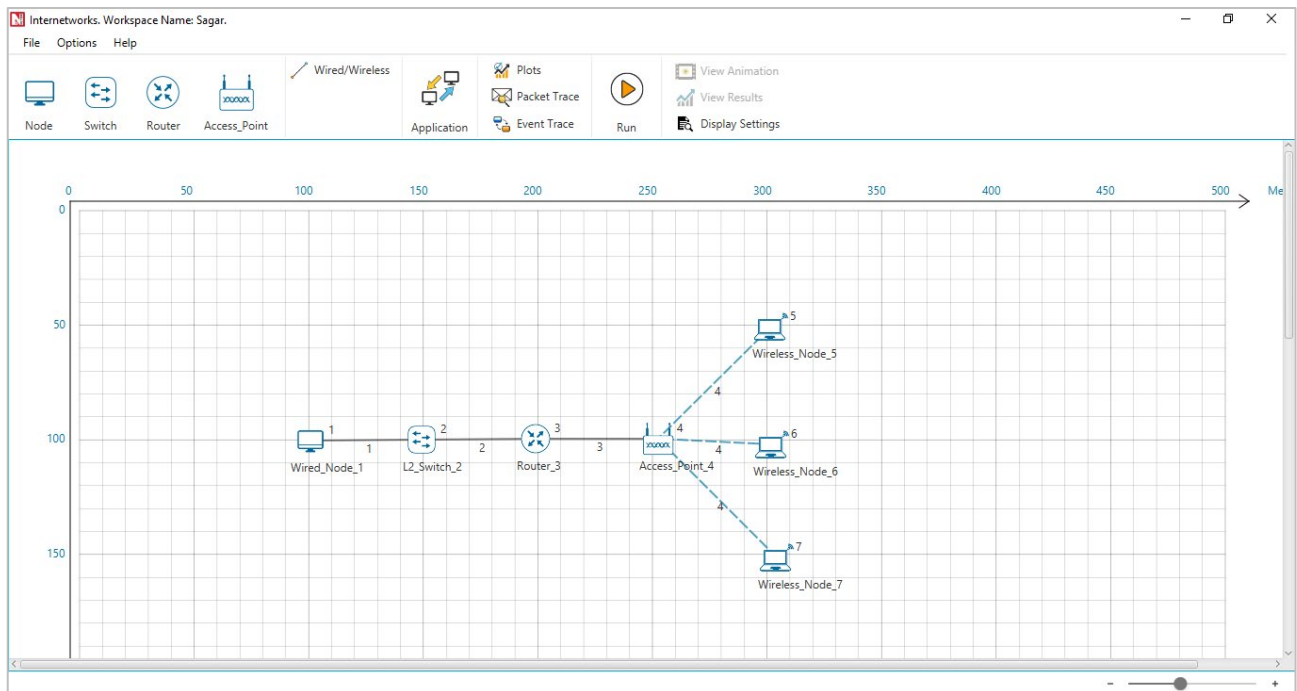 Internetworks. Workspace Name: Sagar.
File Options Help
Wired/Wireless
Plots
Packet Trace
Event Trace
View Animation
View Results
Display Settings
Node Switch Router Access_Point Application Run
0 50 100 150 200 250 300 350 400 450 500 Me
0
50
100
150
5
Wireless_Node_5
4
1 2 3 4 6
1 2 3 4
Wired_Node_1 L2_Switch_2 Router_3 Access_Point_4 Wireless_Node_6
4
7
Wireless_Node_7
- +